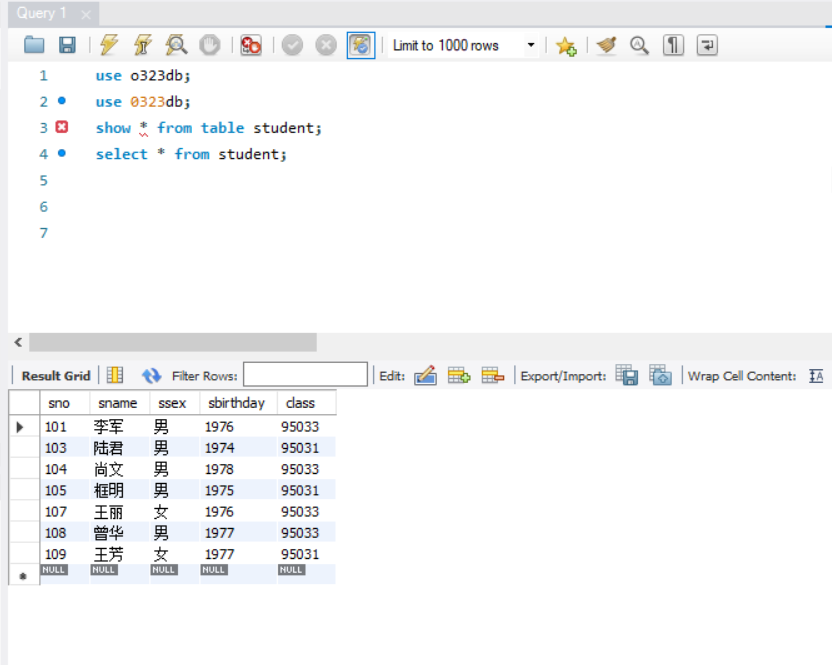 Query 1
Limit to 1000 rows
1 use o323db;
2 use 0323db;
3 show * from table student;
4 select * from student;
5
6
7
Result Grid Filter Rows: Edit: Export/Import: Wrap Cell Content:
sno sname ssex sbirthday class
101 李军 男 1976 95033
103 陆君 男 1974 95031
104 尚文 男 1978 95033
105 框明 男 1975 95031
107 王丽 女 1976 95033
108 曾华 男 1977 95033
109 王芳 女 1977 95031
NULL NULL NULL NULL NULL